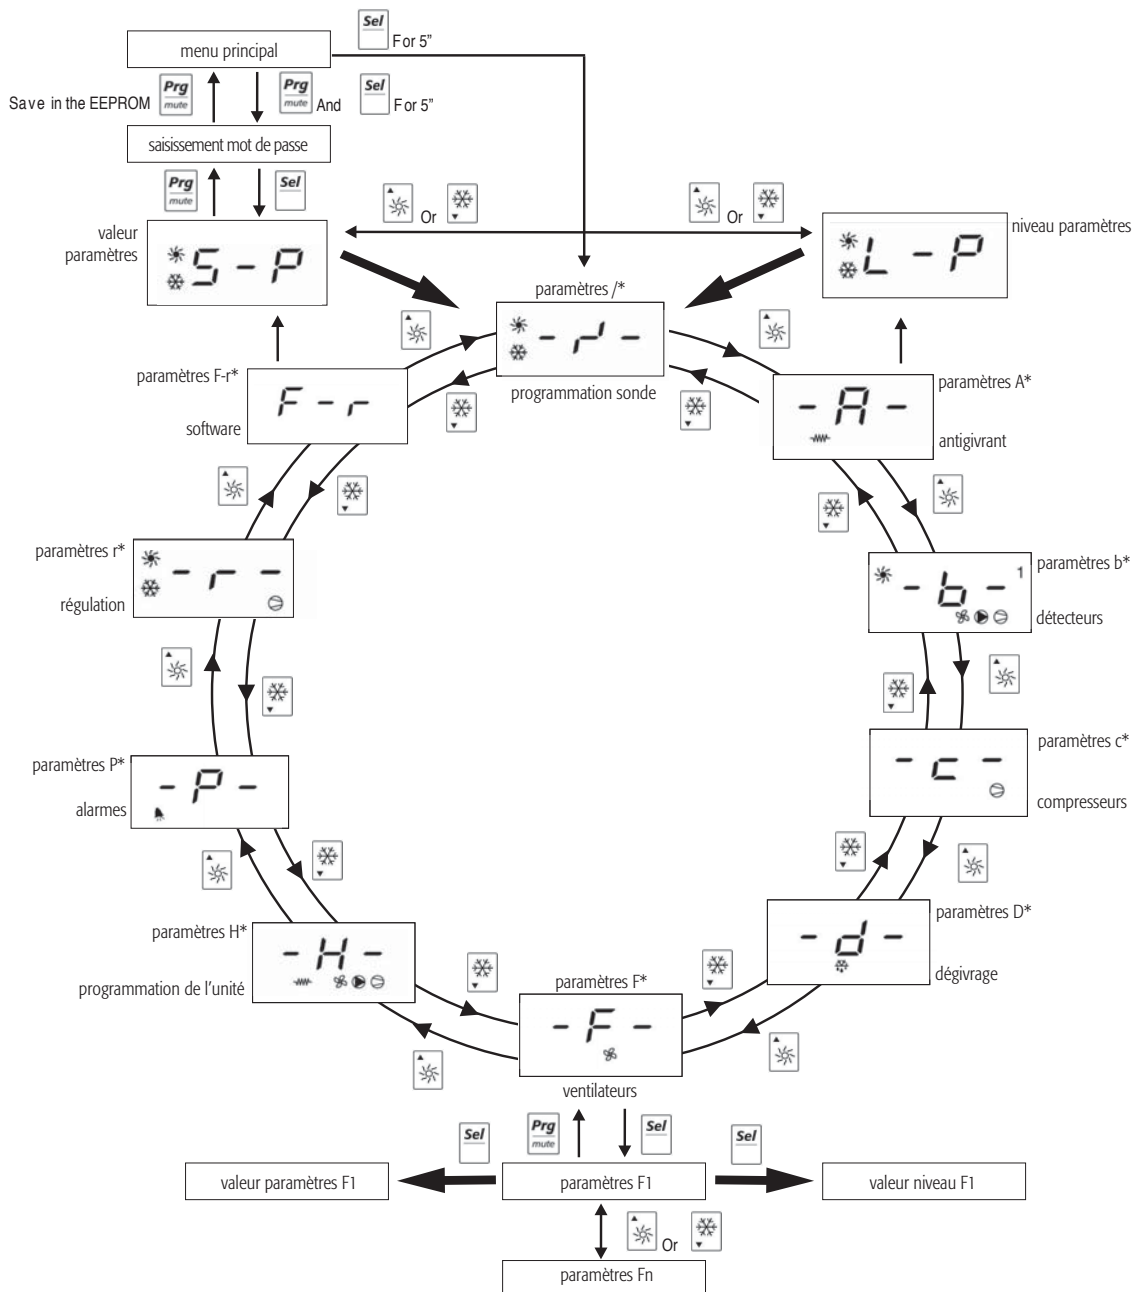 Sel
For 5"
menu principal
Save in the EEPROM
Prg
mute
Prg
mute
And
Sel
For 5"
saisissement mot de passe
Prg
mute
Sel
Or
Or
valeur
paramètres
S - P
niveau paramètres
L - P
paramètres /*
- / -
programmation sonde
paramètres F-r*
F - r
software
paramètres A*
- A -
antigivrant
paramètres r*
- r -
régulation
paramètres b*
- b - 1
détecteurs
paramètres c*
- c -
compresseurs
paramètres P*
- P -
alarmes
paramètres D*
- d -
dégivrage
paramètres H*
- H -
programmation de l'unité
paramètres F*
- F -
ventilateurs
Sel
Prg
mute
Sel
Sel
valeur paramètres F1
paramètres F1
valeur niveau F1
Or
paramètres Fn